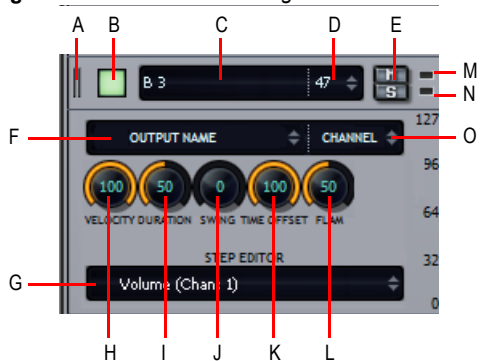 A B C D E
B 3 47 M
S
M
N
127
F OUTPUT NAME CHANNEL O
96
100 50 0 100 50
64
VELOCITY DURATION SWING TIME OFFSET FLAM
STEP EDITOR
32
G Volume (Chan: 1)
0
H I J K L